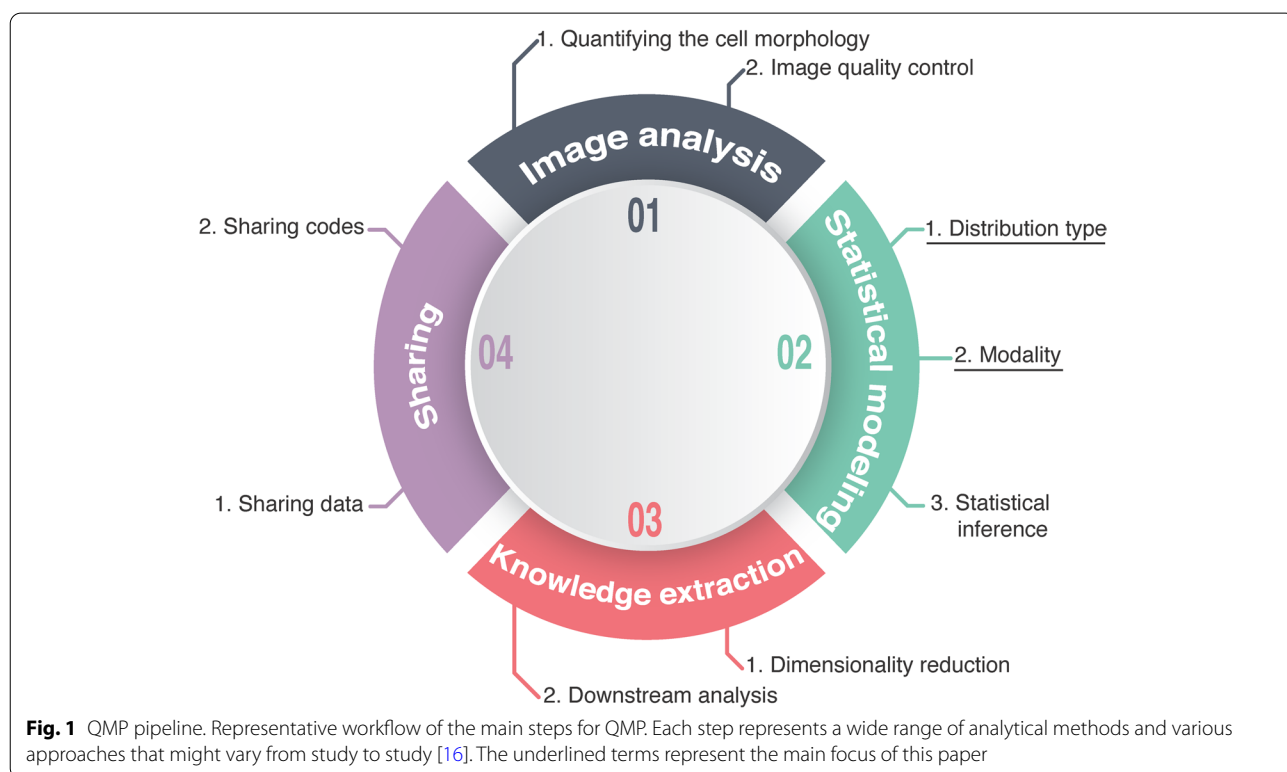 1. Quantifying the cell morphology
2. Image quality control
Image analysis
01
Statistical modeling
02
1. Distribution type
2. Modality
3. Statistical
inference
Knowledge extraction
03
1. Dimensionality reduction
2. Downstream analysis
Sharing
04
1. Sharing data
2. Sharing codes
Fig. 1 QMP pipeline. Representative workflow of the main steps for QMP. Each step represents a wide range of analytical methods and various
approaches that might vary from study to study [16]. The underlined terms represent the main focus of this paper